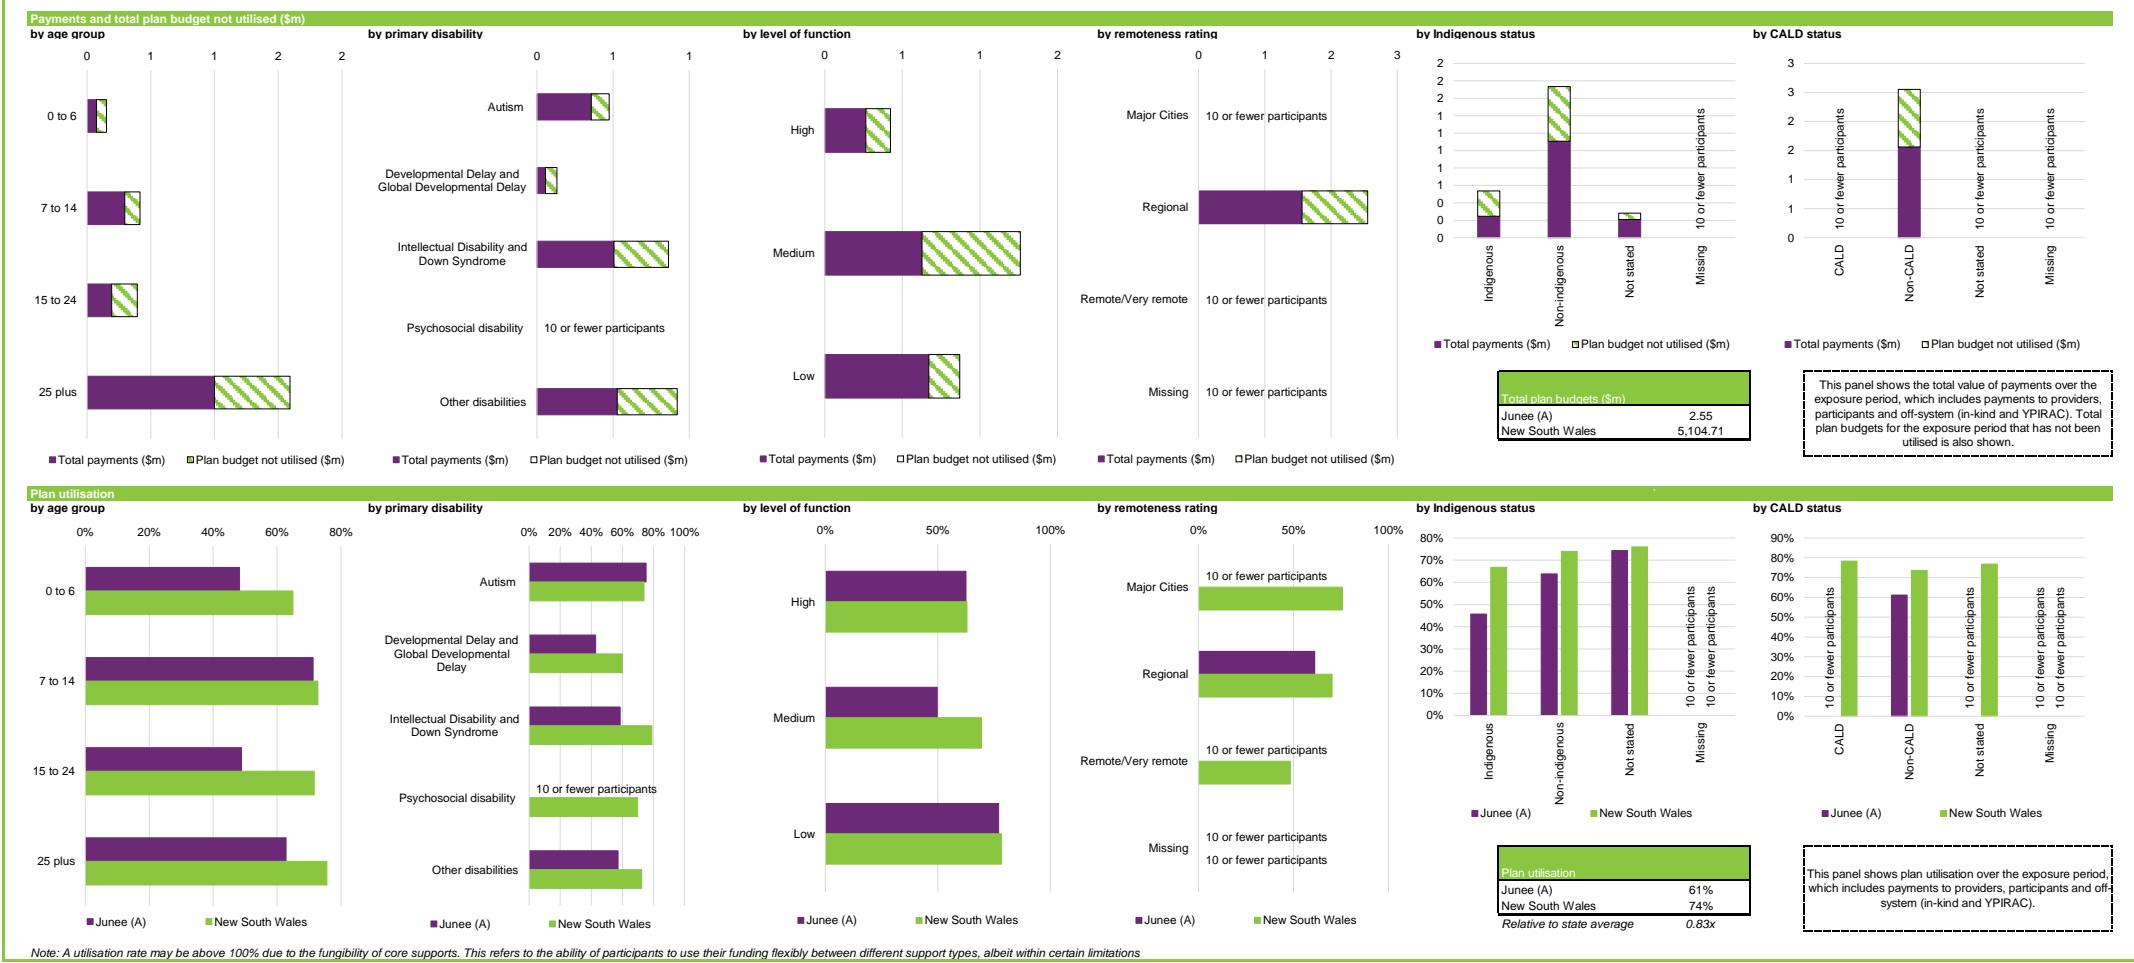 Payments and total plan budget not utilised ($m)
by age group
0 1 1 2 2
0 to 6
7 to 14
15 to 24
25 plus
Total payments ($m) Plan budget not utilised ($m)
by primary disability
0 1 1
Autism
Developmental Delay and
Global Developmental Delay
Intellectual Disability and
Down Syndrome
Psychosocial disability 10 or fewer participants
Other disabilities
Total payments ($m) Plan budget not utilised ($m)
by level of function
0 1 1 2
High
Medium
Low
Total payments ($m) Plan budget not utilised ($m)
by remoteness rating
0 1 2 3
Major Cities 10 or fewer participants
Regional
Remote/Very remote 10 or fewer participants
Missing 10 or fewer participants
Total payments ($m) Plan budget not utilised ($m)
by Indigenous status
2
2
2
1
1
1
1
1
0
0
0
10 or fewer participants
Indigenous
Non-indigenous
Not stated
Missing
Total payments ($m) Plan budget not utilised ($m)
Total plan budgets ($m)
Junee (A) 2.55
New South Wales 5,104.71
by CALD status
3
3
2
2
1
1
0
10 or fewer participants
10 or fewer participants
10 or fewer participants
CALD
Non-CALD
Not stated
Missing
Total payments ($m) Plan budget not utilised ($m)
This panel shows the total value of payments over the
exposure period, which includes payments to providers,
participants and off-system (in-kind and YPIRAC). Total
plan budgets for the exposure period that has not been
utilised is also shown.
Plan utilisation
by age group
0% 20% 40% 60% 80%
0 to 6
7 to 14
15 to 24
25 plus
Junee (A) New South Wales
by primary disability
0% 20% 40% 60% 80% 100%
Autism
Developmental Delay and
Global Developmental
Delay
Intellectual Disability and
Down Syndrome
10 or fewer participants
Psychosocial disability
Other disabilities
Junee (A) New South Wales
by level of function
0% 50% 100%
High
Medium
Low
Junee (A) New South Wales
by remoteness rating
0% 50% 100%
10 or fewer participants
Major Cities
Regional
10 or fewer participants
Remote/Very remote
10 or fewer participants
Missing
10 or fewer participants
Junee (A) New South Wales
by Indigenous status
80%
70%
60%
50%
40%
30%
20%
10%
0%
10 or fewer participants
10 or fewer participants
Indigenous
Non-indigenous
Not stated
Missing
Junee (A) New South Wales
Plan utilisation
Junee (A) 61%
New South Wales 74%
Relative to state average 0.83x
by CALD status
90%
80%
70%
60%
50%
40%
30%
20%
10%
0%
10 or fewer participants
10 or fewer participants
10 or fewer participants
10 or fewer participants
CALD
Non-CALD
Not stated
Missing
Junee (A) New South Wales
This panel shows plan utilisation over the exposure period,
which includes payments to providers, participants and off-
system (in-kind and YPIRAC).
Note: A utilisation rate may be above 100% due to the fungibility of core supports. This refers to the ability of participants to use their funding flexibly between different support types, albeit within certain limitations